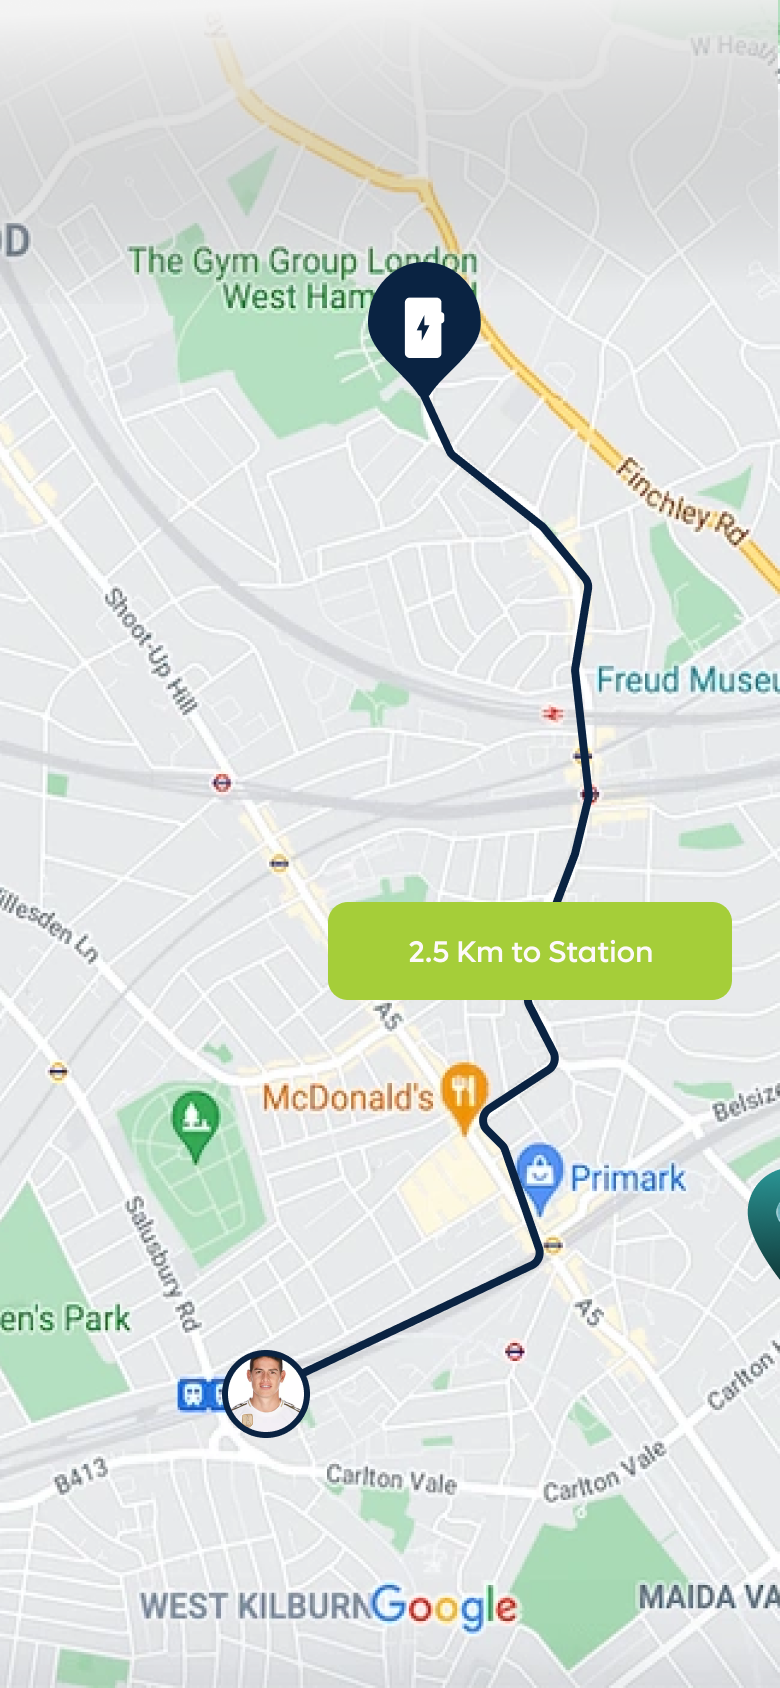 W Heath
The Gym Group London
West Ham
Finchley Rd
Shoot-Up Hill
Freud Museu
illesden Ln
2.5 Km to Station
A5
McDonald's
Belsize
Primark
Salusbury Rd
en's Park
A5
Carlton
B413
Carlton Vale
Carlton Vale
WEST KILBURN
Google
MAIDA VA